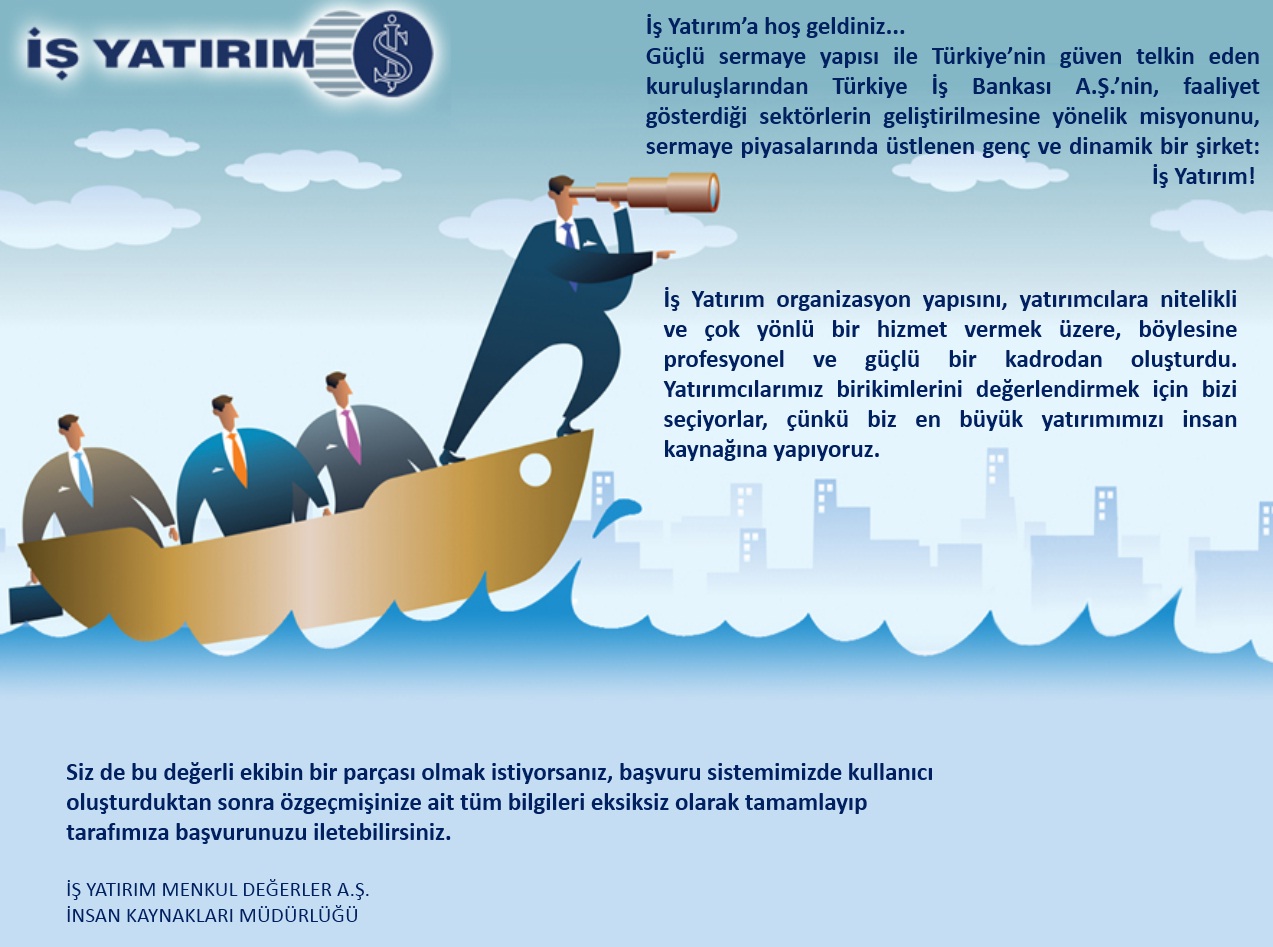 İŞ YATIRIM
İş Yatırım’a hoş geldiniz...
Güçlü sermaye yapısı ile Türkiye’nin güven telkin eden
kuruluşlarından Türkiye İş Bankası A.Ş.’nin, faaliyet
gösterdiği sektörlerin geliştirilmesine yönelik misyonunu,
sermaye piyasalarında üstlenen genç ve dinamik bir şirket:
İş Yatırım!
İş Yatırım organizasyon yapısını, yatırımcılara nitelikli
ve çok yönlü bir hizmet vermek üzere, böylesine
profesyonel ve güçlü bir kadrodan oluşturdu.
Yatırımcılarımız birikimlerini değerlendirmek için bizi
seçiyorlar, çünkü biz en büyük yatırımımızı insan
kaynağına yapıyoruz.
Siz de bu değerli ekibin bir parçası olmak istiyorsanız, başvuru sistemimizde kullanıcı
oluşturduktan sonra özgeçmişinize ait tüm bilgileri eksiksiz olarak tamamlayıp
tarafımıza başvurunuzu iletebilirsiniz.
İŞ YATIRIM MENKUL DEĞERLER A.Ş.
İNSAN KAYNAKLARI MÜDÜRLÜĞÜ